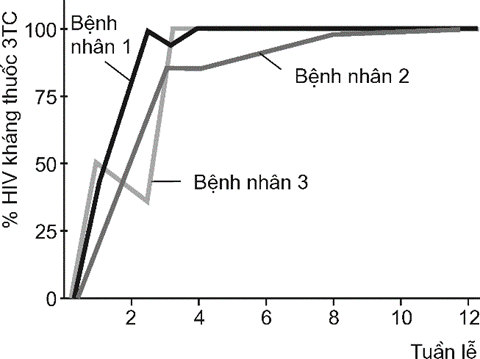 % HIV kháng thuốc 3TC
100
75
50
25
0
Bệnh
nhân 1
Bệnh nhân 2
Bệnh nhân 3
2
4
6
8
10
12
Tuần lễ